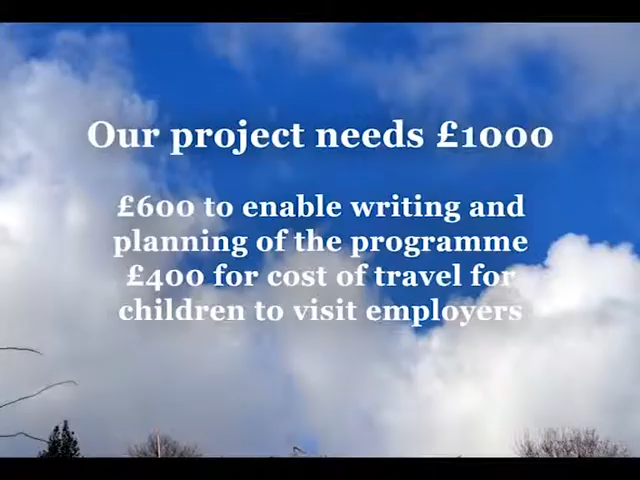 Our project needs £1000
£600 to enable writing and
planning of the programme
£400 for cost of travel for
children to visit employers